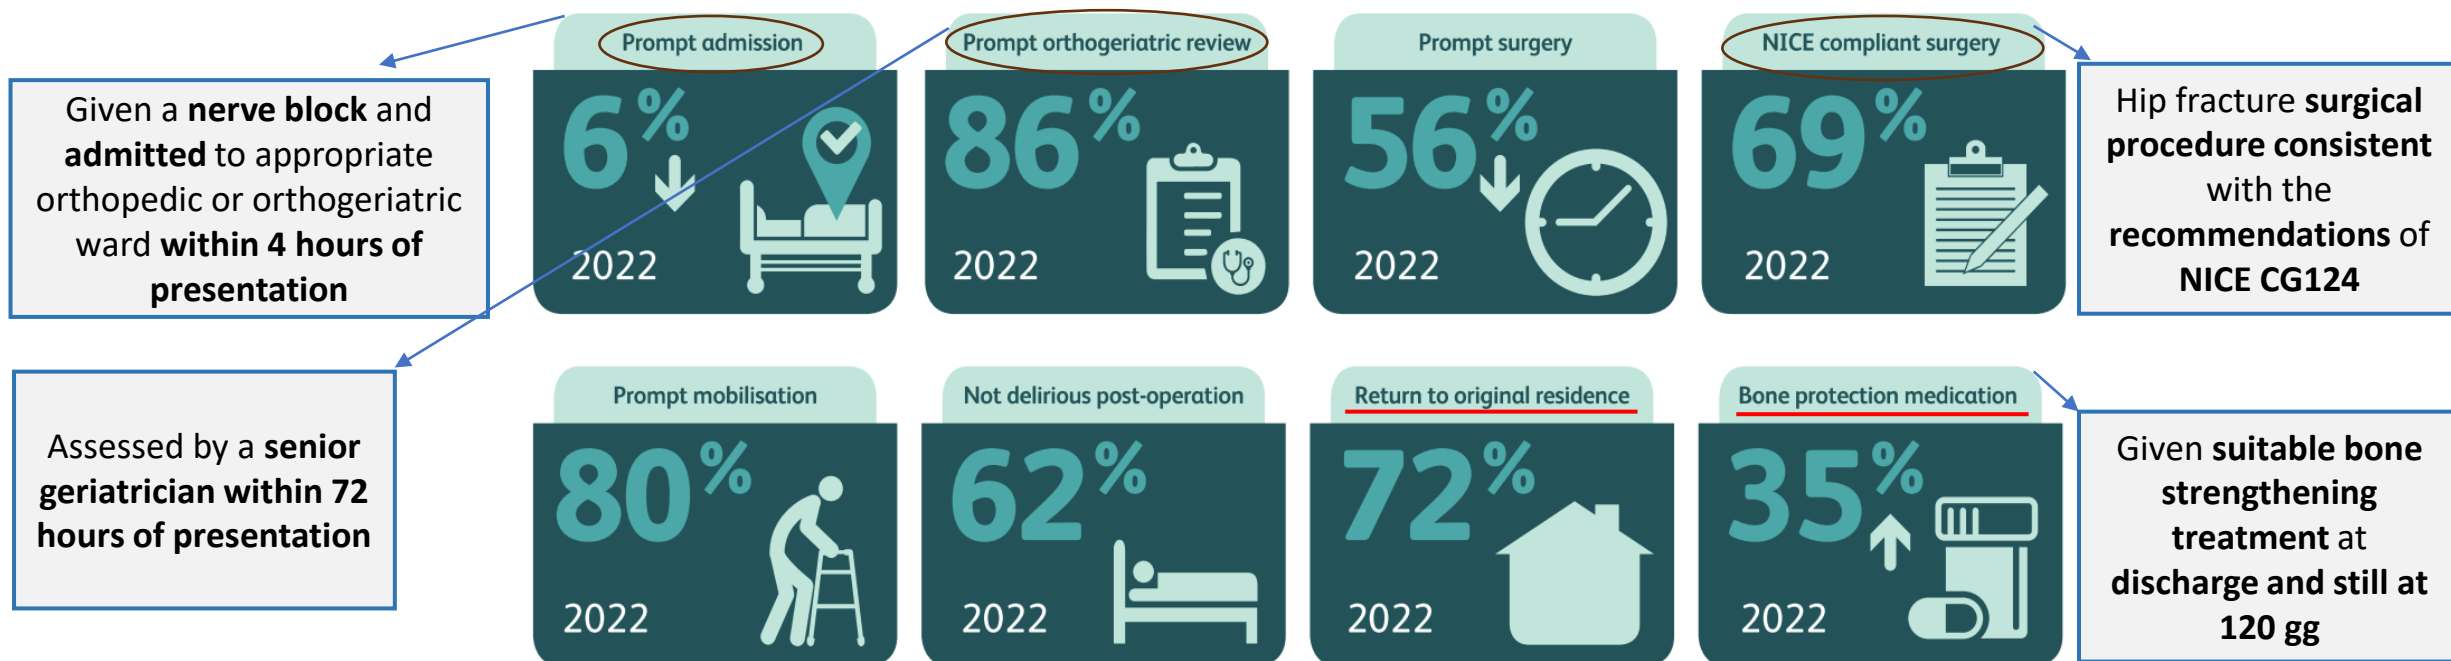 Prompt admission
6%
2022
Prompt orthogeriatric review
86%
2022
Prompt surgery
56%
2022
NICE compliant surgery
69%
2022
Given a nerve block and
admitted to appropriate
orthopedic or orthogeriatric
ward within 4 hours of
presentation
Hip fracture surgical
procedure consistent
with the
recommendations of
NICE CG124
Assessed by a senior
geriatrician within 72
hours of presentation
Prompt mobilisation
80%
2022
Not delirious post-operation
62%
2022
Return to original residence
72%
2022
Bone protection medication
35%
2022
Given suitable bone
strengthening
treatment at
discharge and still at
120 gg